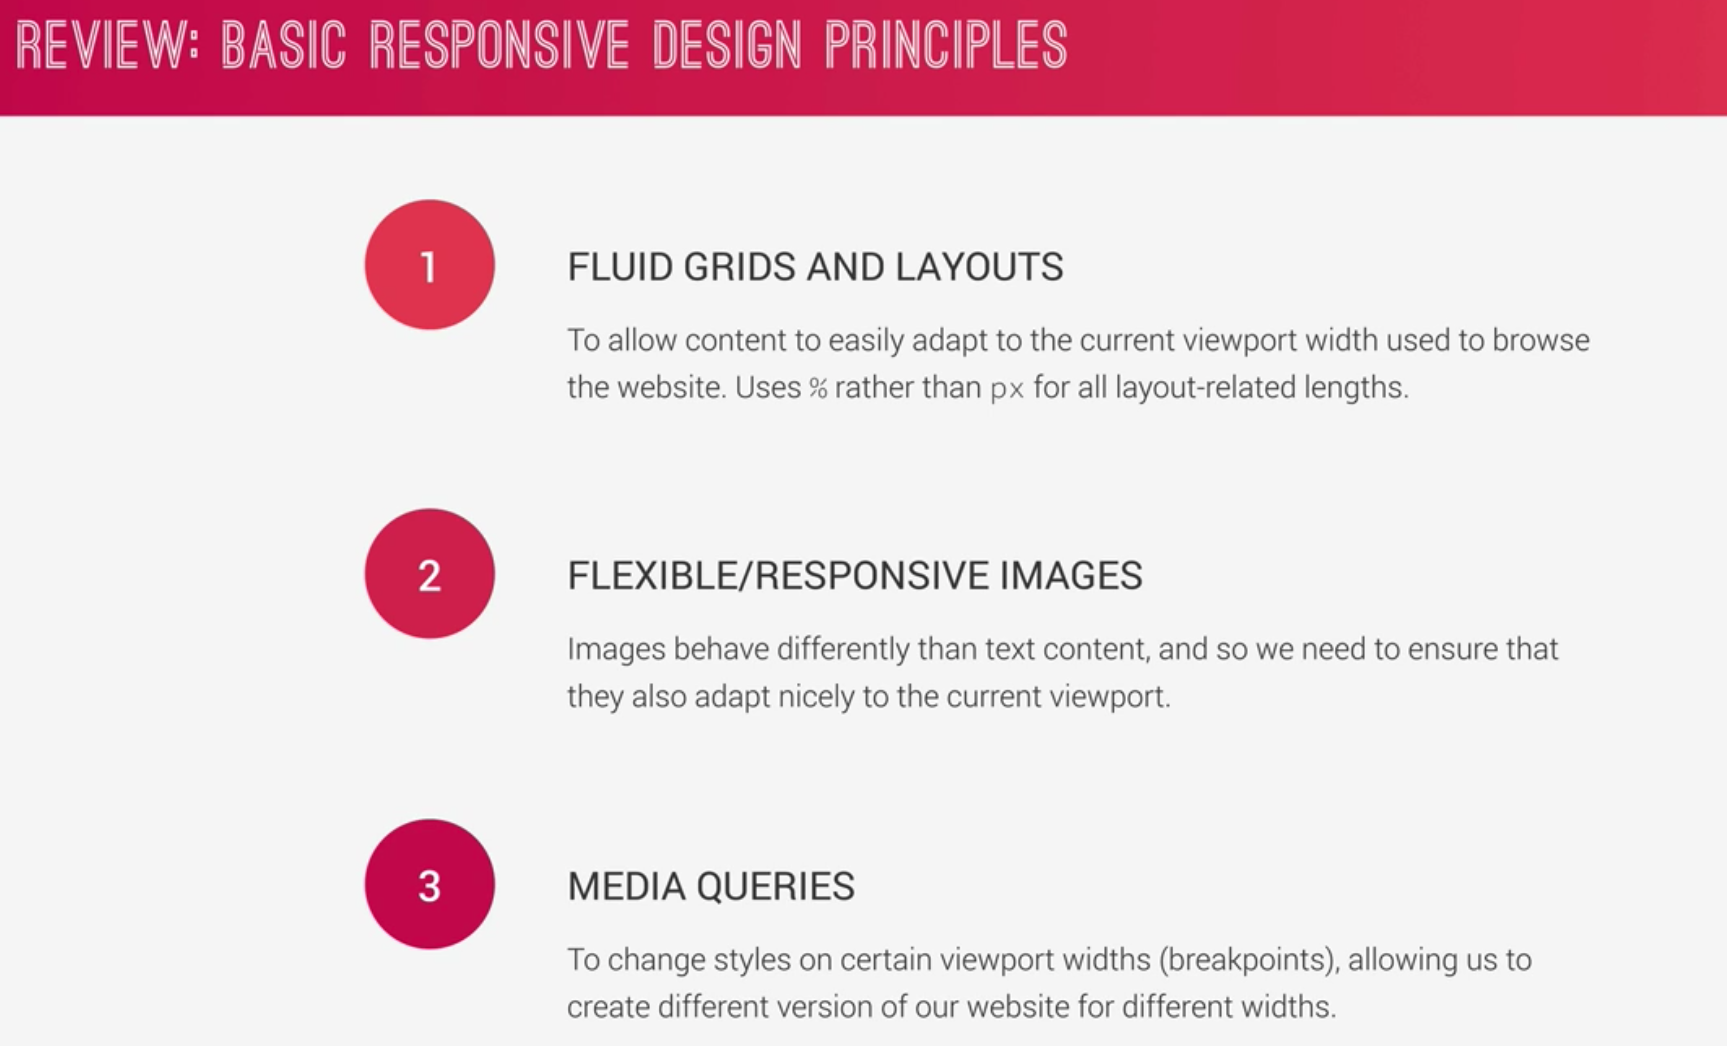 REVIEW: BASIC RESPONSIVE DESIGN PRINCIPLES
1
FLUID GRIDS AND LAYOUTS
To allow content to easily adapt to the current viewport width used to browse
the website. Uses % rather than px for all layout-related lengths.
2
FLEXIBLE/RESPONSIVE IMAGES
Images behave differently than text content, and so we need to ensure that
they also adapt nicely to the current viewport.
3
MEDIA QUERIES
To change styles on certain viewport widths (breakpoints), allowing us to
create different version of our website for different widths.